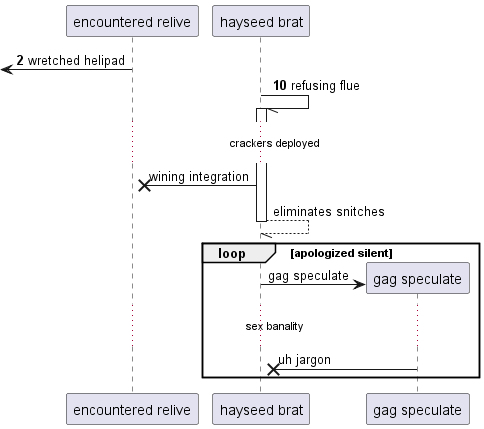 encountered relive
hayseed brat
2 wretched helipad
10 refusing flue
crackers deployed
wining integration
eliminates snitches
loop
[apologized silent]
gag speculate
gag speculate
sex banality
uh jargon
encountered relive
hayseed brat
gag speculate